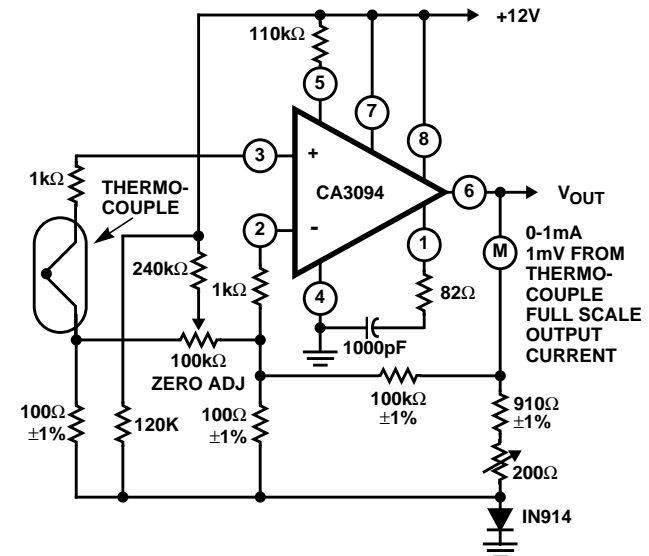 +12V
110kΩ
5
7
8
3
+
1kΩ
THERMO-
COUPLE
CA3094
6
VOUT
2
-
1
0-1mA
1mV FROM
THERMO-
COUPLE
FULL SCALE
OUTPUT
CURRENT
M
240kΩ
1kΩ
4
82Ω
1000pF
100kΩ
ZERO ADJ
100kΩ
±1%
100Ω
±1%
120K
100Ω
±1%
910Ω
±1%
200Ω
IN914